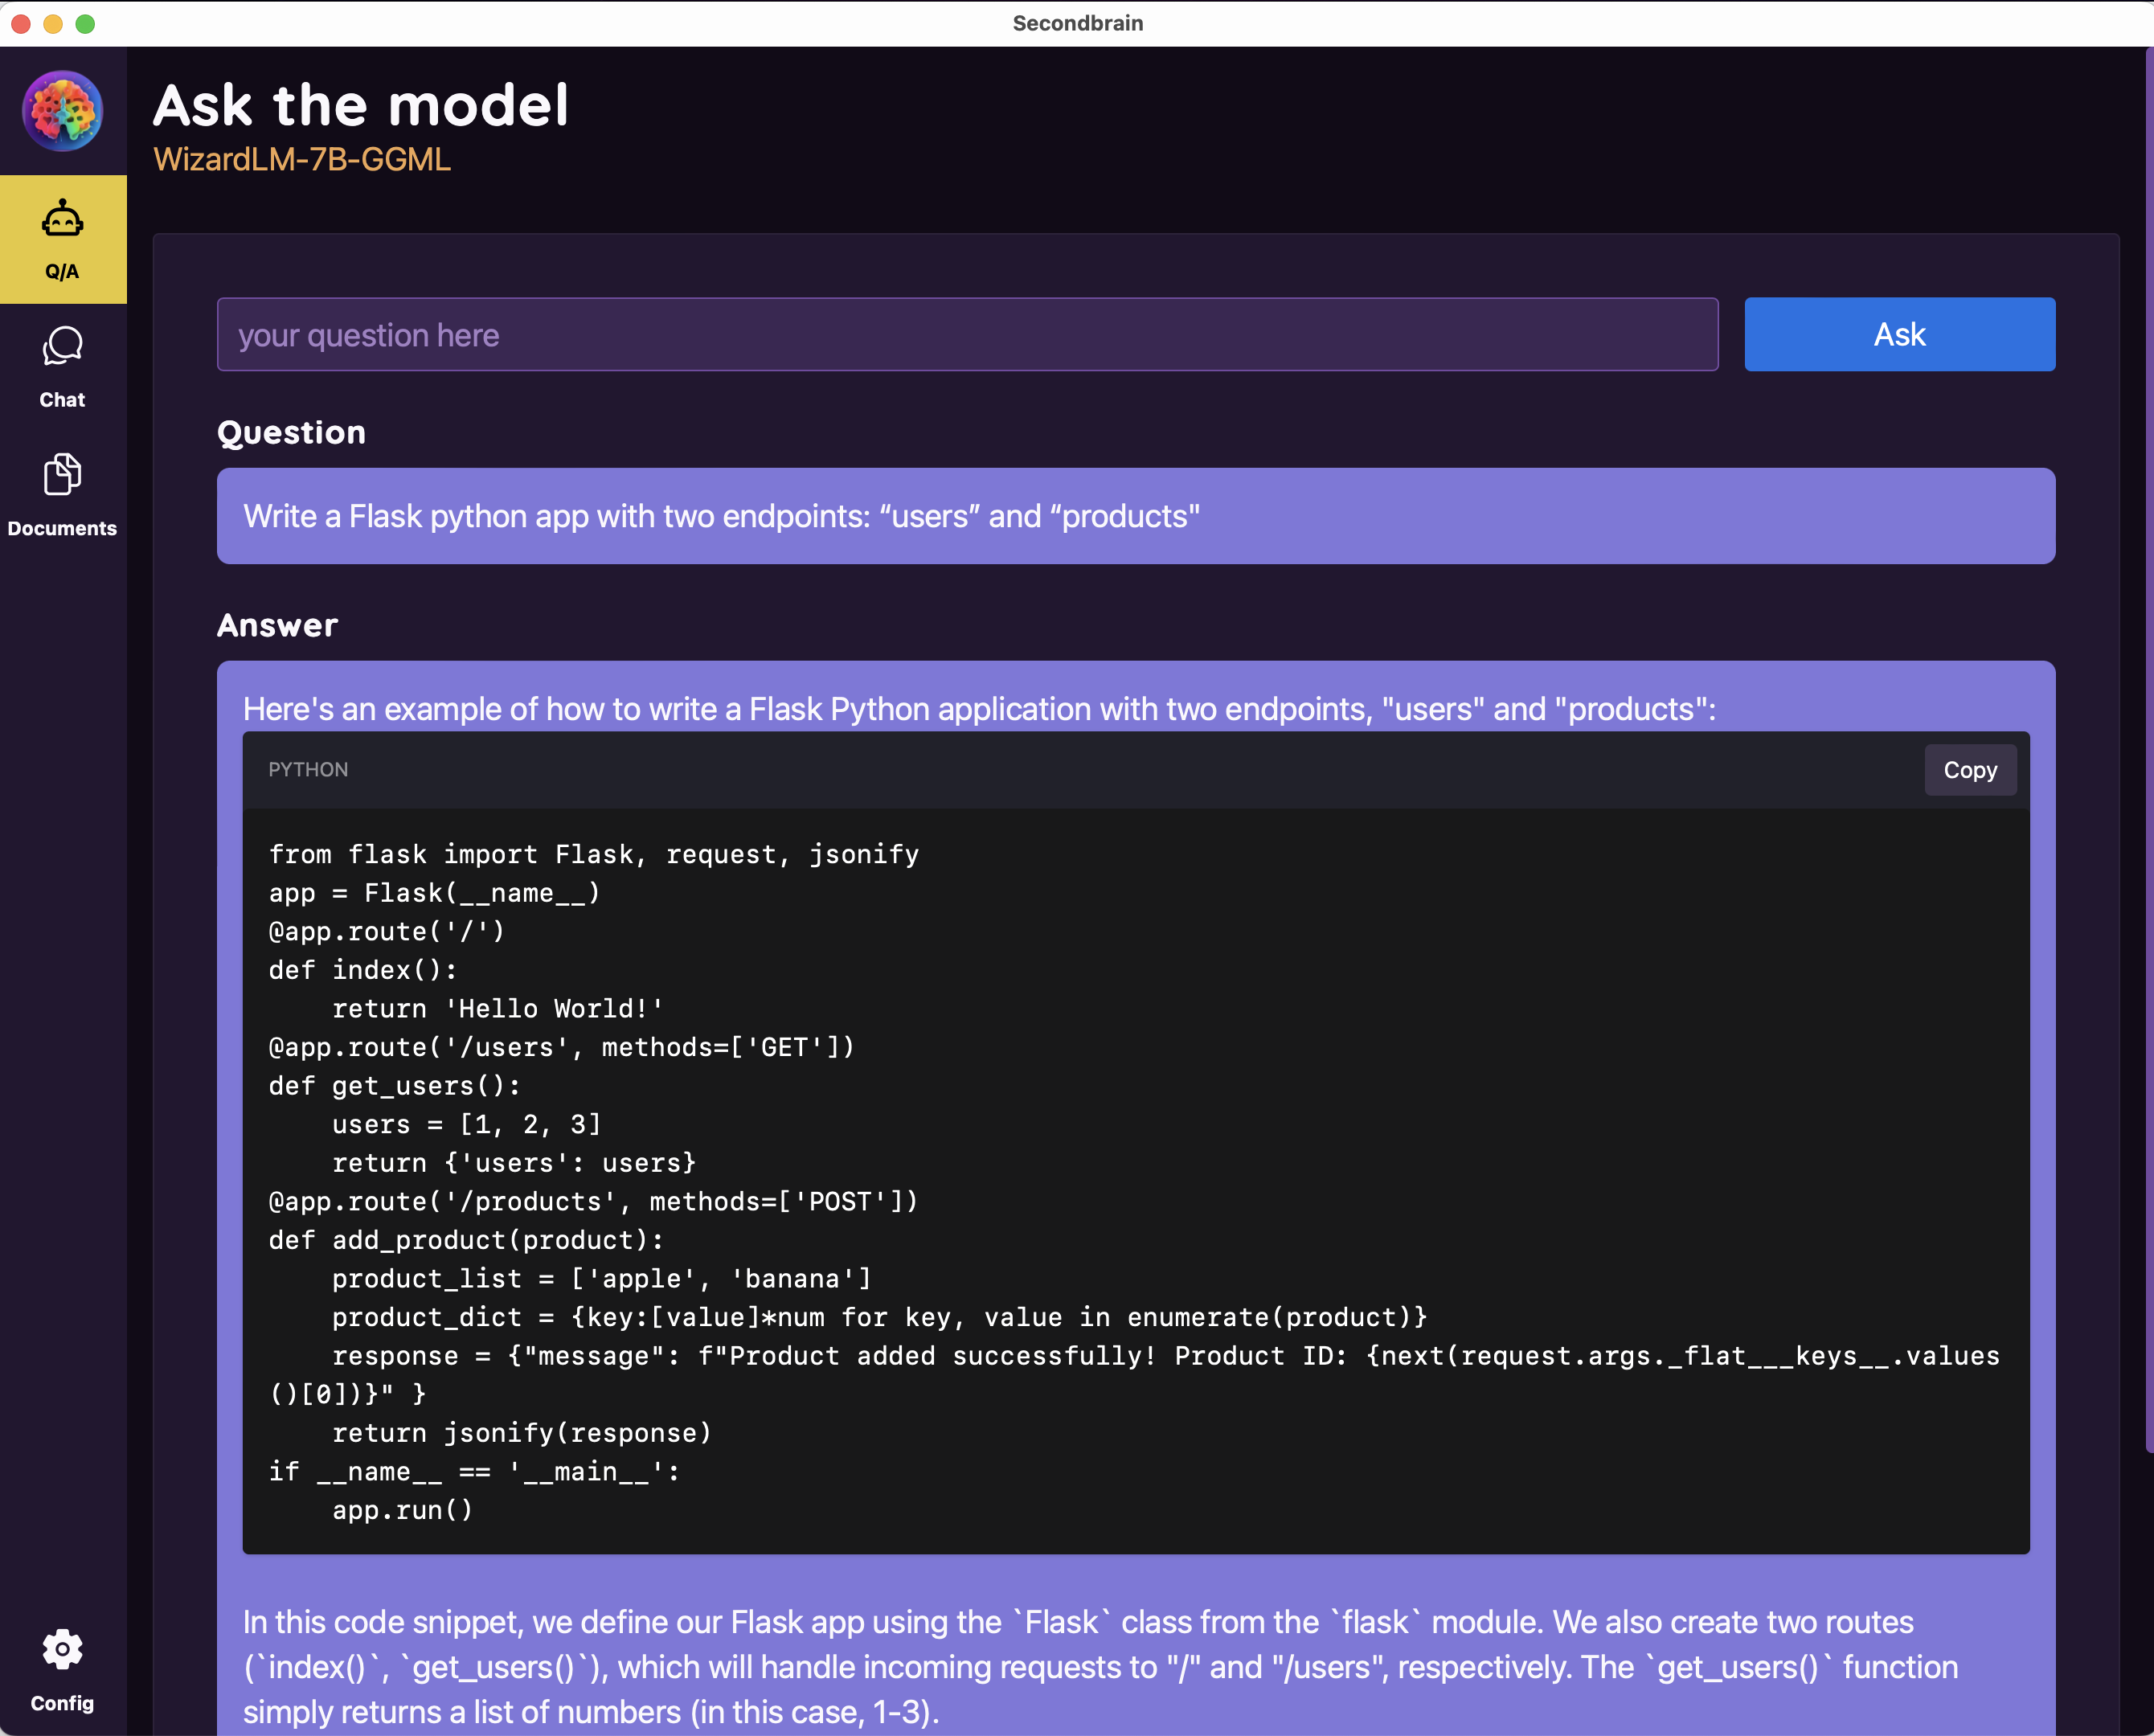 Secondbrain
Ask the model
WizardLM-7B-GGML
Q/A
Chat
Documents
Config
your question here
Ask
Question
Write a Flask python app with two endpoints: “users” and “products"
Answer
Here's an example of how to write a Flask Python application with two endpoints, "users" and "products":
PYTHON
Copy
from flask import Flask, request, jsonify
app = Flask(__name__)
@app.route('/')
def index():
    return 'Hello World!'
@app.route('/users', methods=['GET'])
def get_users():
    users = [1, 2, 3]
    return {'users': users}
@app.route('/products', methods=['POST'])
def add_product(product):
    product_list = ['apple', 'banana']
    product_dict = {key:[value]*num for key, value in enumerate(product)}
    response = {"message": f"Product added successfully! Product ID: {next(request.args._flat___keys__.values
()[0])}" }
    return jsonify(response)
if __name__ == '__main__':
    app.run()
In this code snippet, we define our Flask app using the `Flask` class from the `flask` module. We also create two routes
(`index()`, `get_users()`), which will handle incoming requests to "/" and "/users", respectively. The `get_users()` function
simply returns a list of numbers (in this case, 1-3).